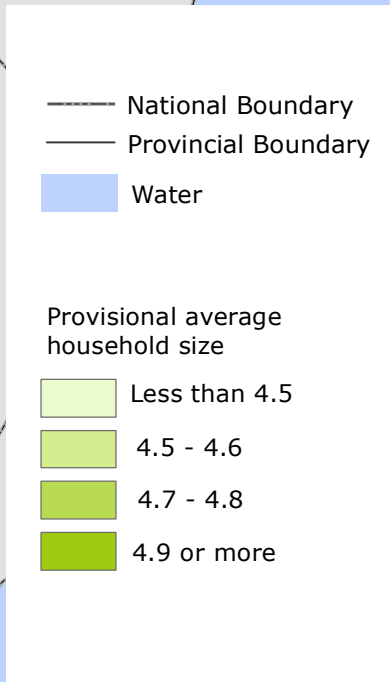 National Boundary
Provincial Boundary
Water
Provisional average
household size
Less than 4.5
4.5 - 4.6
4.7 - 4.8
4.9 or more